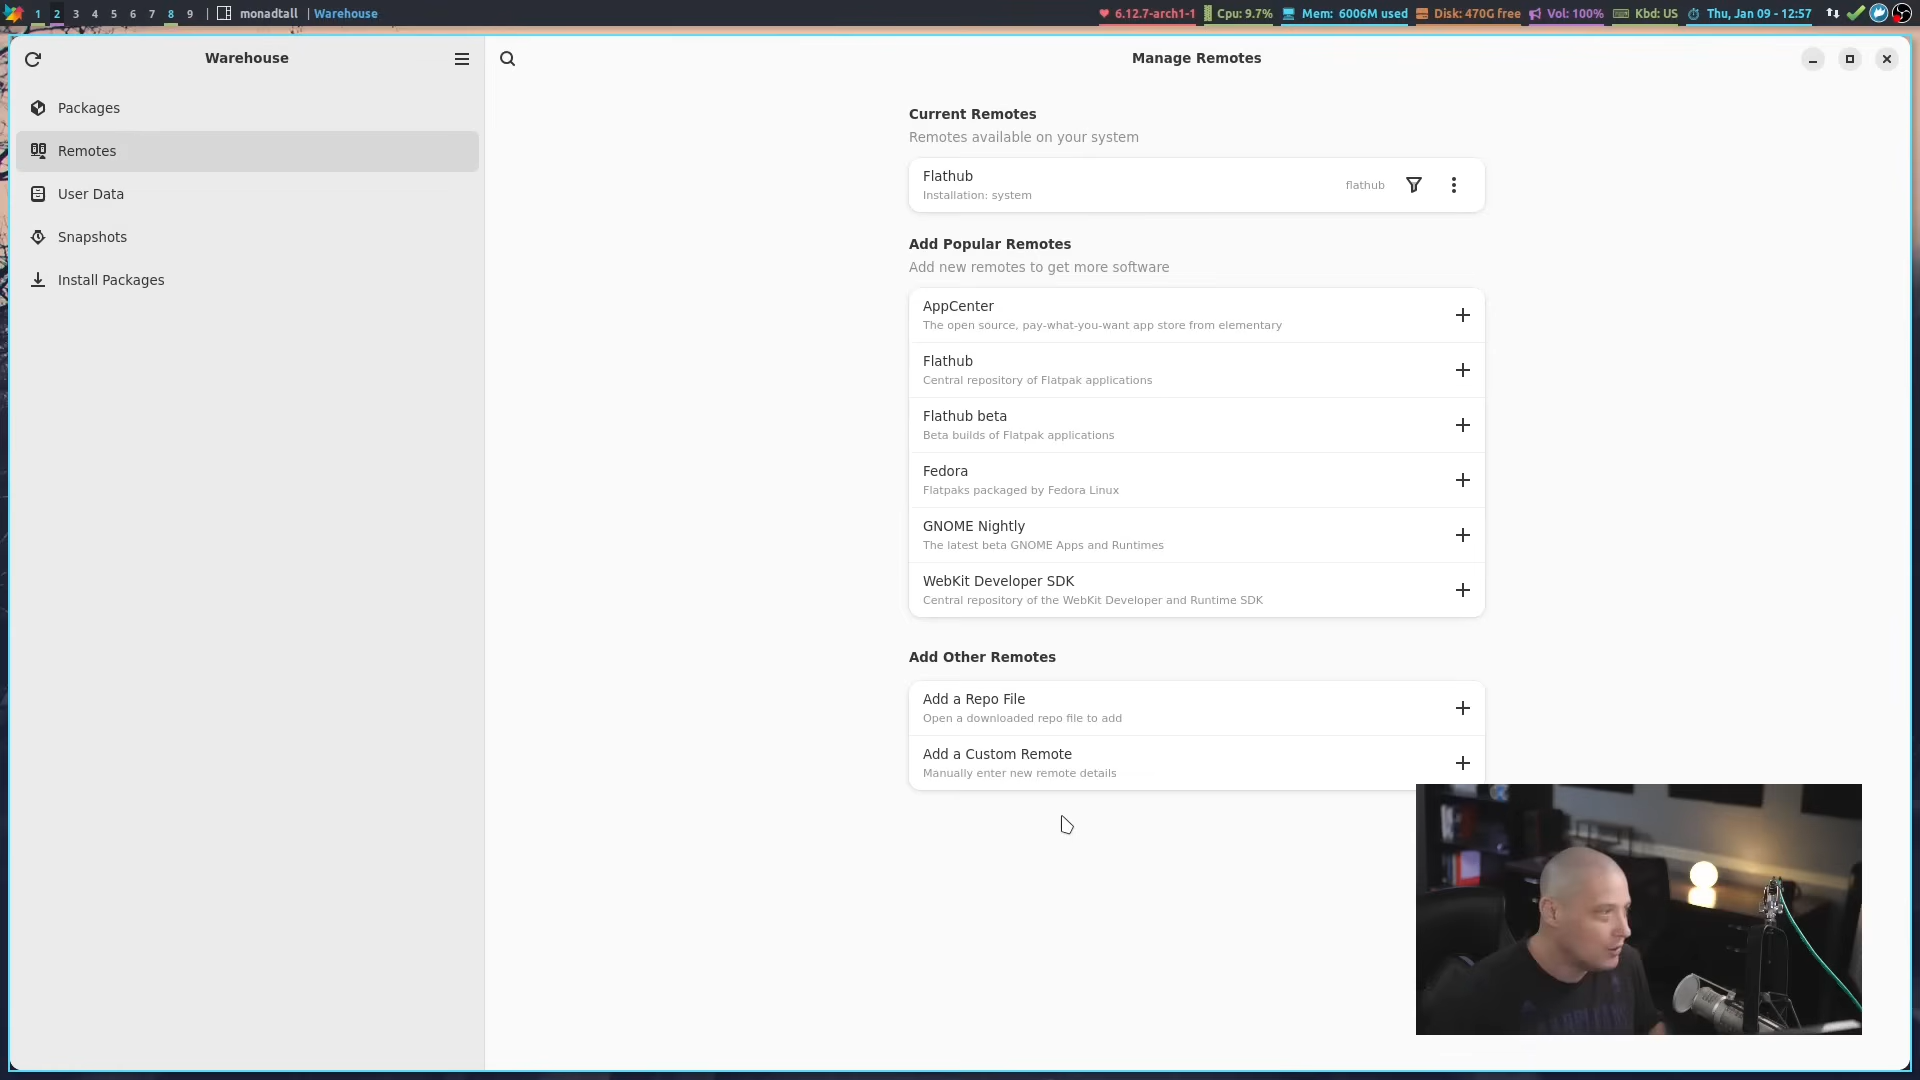 1 2 3 4 5 6 7 8 9 | monadtall | Warehouse 6.12.7-arch1-1 Cpu: 9.7% Mem: 6006M used Disk: 470G free Vol: 100% Kbd: US Thu, Jan 09 - 12:57
Warehouse
Manage Remotes
Packages
Remotes
User Data
Snapshots
Install Packages
Current Remotes
Remotes available on your system
Flathub
Installation: system
flathub
Add Popular Remotes
Add new remotes to get more software
AppCenter
The open source, pay-what-you-want app store from elementary
Flathub
Central repository of Flatpak applications
Flathub beta
Beta builds of Flatpak applications
Fedora
Flatpaks packaged by Fedora Linux
GNOME Nightly
The latest beta GNOME Apps and Runtimes
WebKit Developer SDK
Central repository of the WebKit Developer and Runtime SDK
Add Other Remotes
Add a Repo File
Open a downloaded repo file to add
Add a Custom Remote
Manually enter new remote details